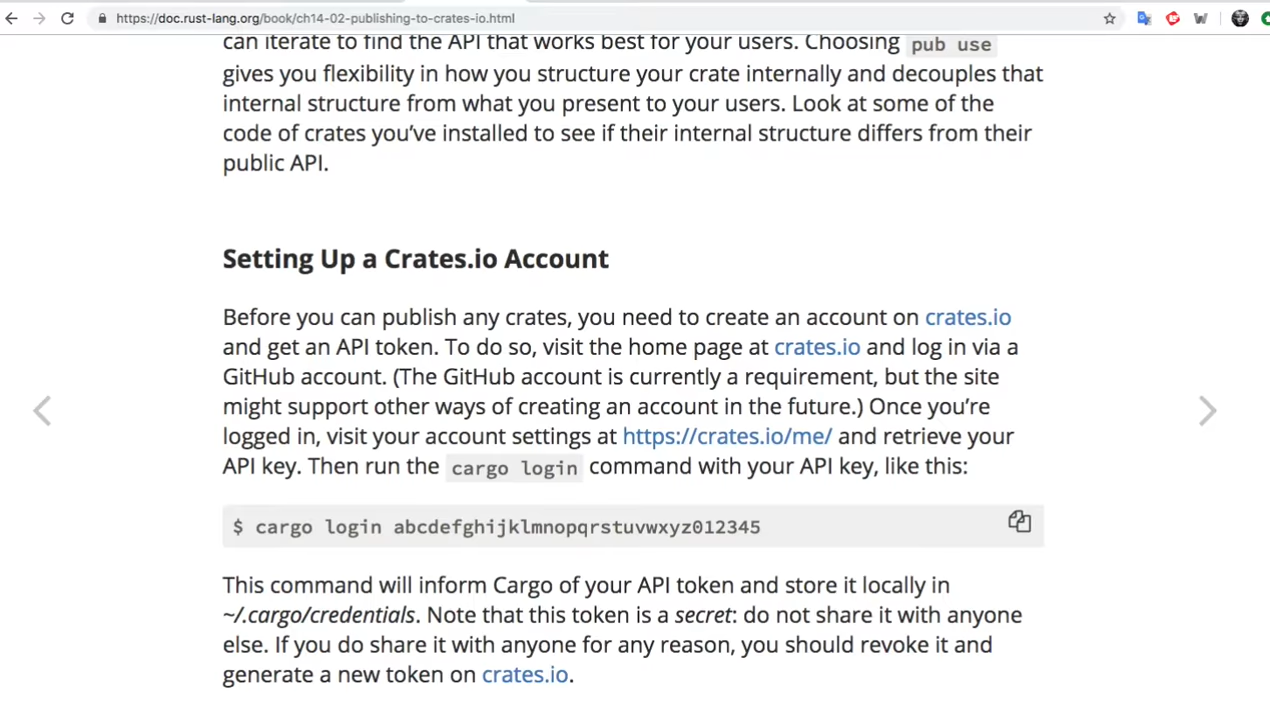 https://doc.rust-lang.org/book/ch14-02-publishing-to-crates-io.html
can iterate to find the API that works best for your users. Choosing pub use
gives you flexibility in how you structure your crate internally and decouples that
internal structure from what you present to your users. Look at some of the
code of crates you’ve installed to see if their internal structure differs from their
public API.
Setting Up a Crates.io Account
Before you can publish any crates, you need to create an account on crates.io
and get an API token. To do so, visit the home page at crates.io and log in via a
GitHub account. (The GitHub account is currently a requirement, but the site
might support other ways of creating an account in the future.) Once you’re
logged in, visit your account settings at https://crates.io/me/ and retrieve your
API key. Then run the cargo login command with your API key, like this:
$ cargo login abcdefghijklmnopqrstuvwxyz012345
This command will inform Cargo of your API token and store it locally in
~/.cargo/credentials. Note that this token is a secret: do not share it with anyone
else. If you do share it with anyone for any reason, you should revoke it and
generate a new token on crates.io.